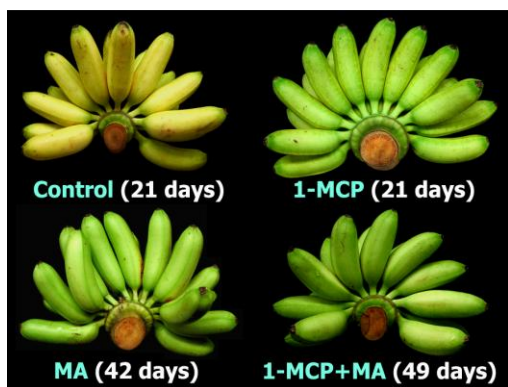 Control (21 days)
1-MCP (21 days)
MA (42 days)
1-MCP+MA (49 days)